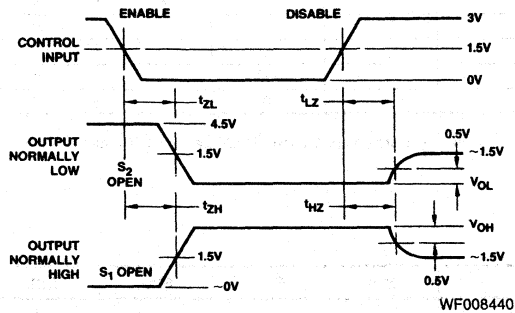 ENABLE
DISABLE
3V
CONTROL
INPUT
1.5V
0V
tZL
tLZ
4.5V
0.5V
OUTPUT
NORMALLY
LOW
S2
OPEN
1.5V
~1.5V
VOL
tZH
tHZ
VOH
OUTPUT
NORMALLY
HIGH
S1 OPEN
1.5V
~0V
~1.5V
0.5V
WF008440